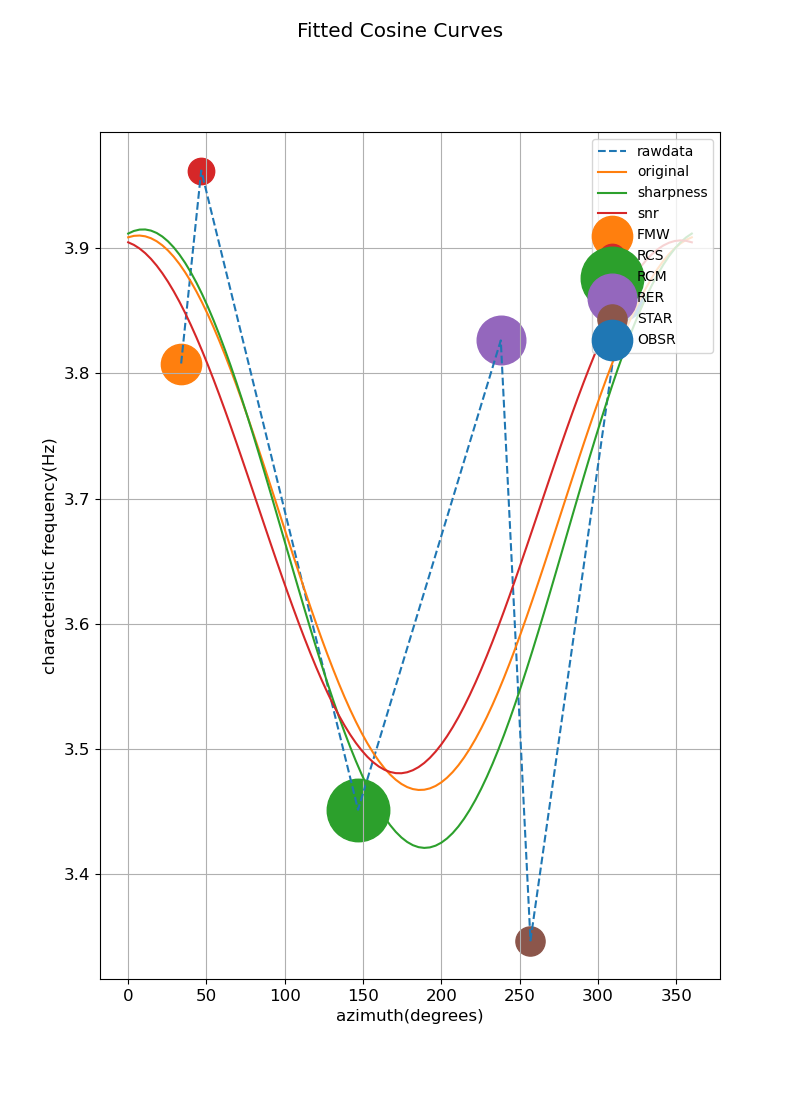 Fitted Cosine Curves
rawdata
original
sharpness
snr
FMW
RCS
RCM
RER
STAR
OBSR
3.9
3.8
3.7
3.6
3.5
3.4
characteristic frequency(Hz)
0 50 100 150 200 250 300 350
azimuth(degrees)